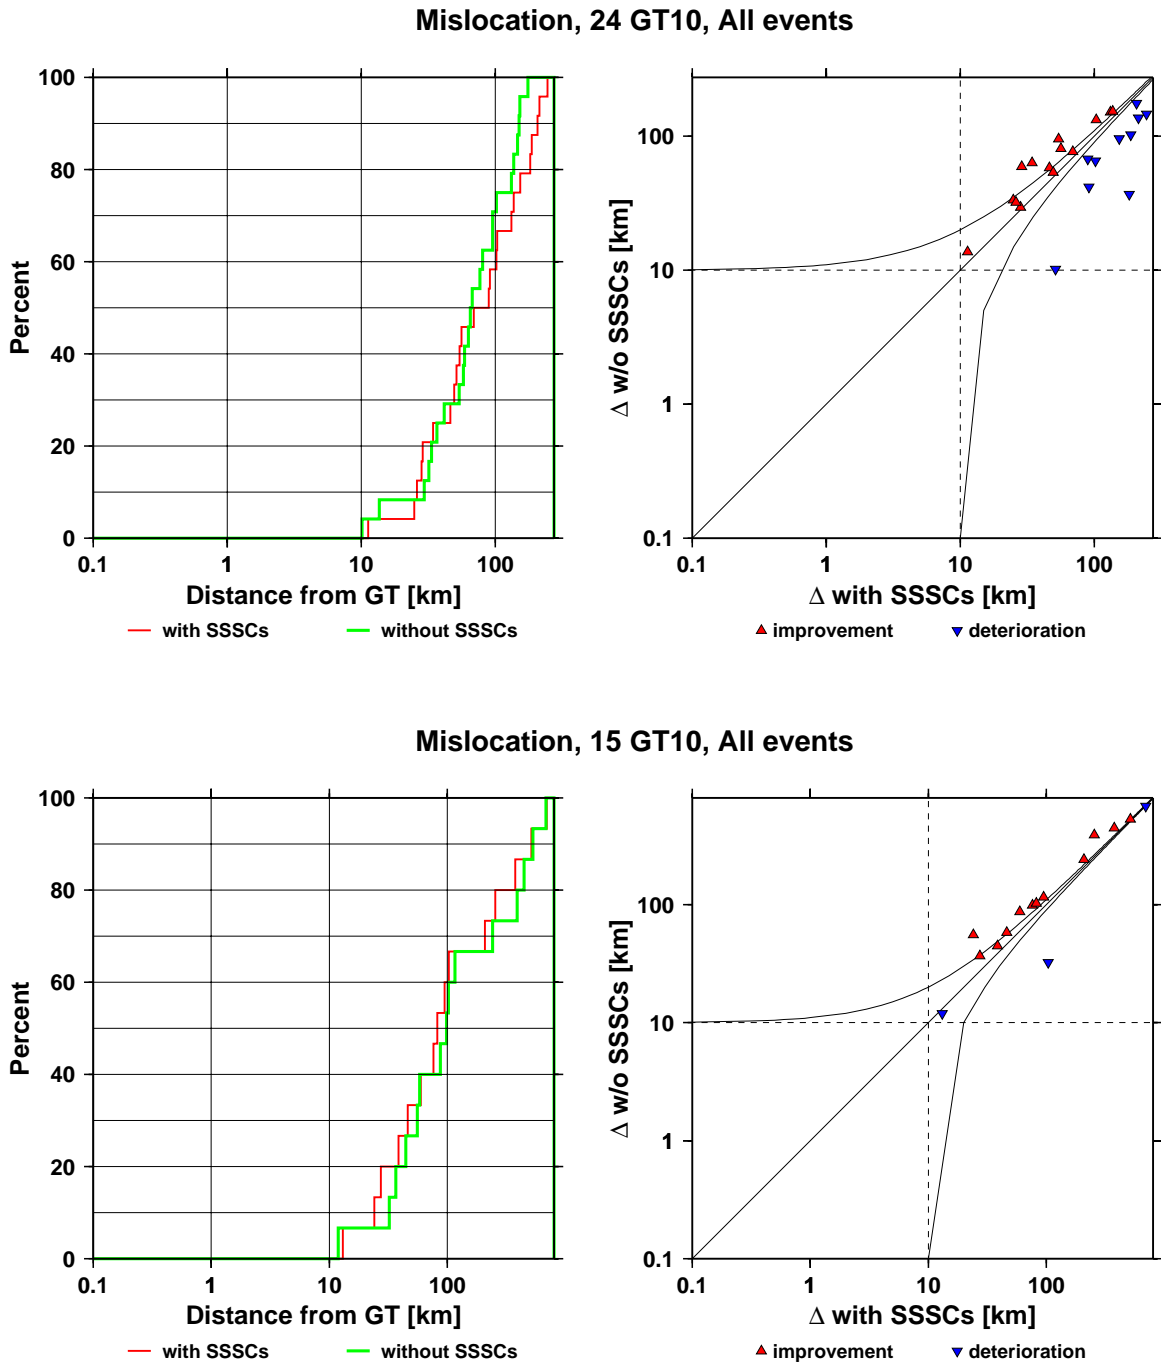 Mislocation, 24 GT10, All events
100
80
60
40
20
0
Percent
0.1 1 10 100
Distance from GT [km]
with SSSCs without SSSCs
100
10
1
0.1
Δ w/o SSSCs [km]
0.1 1 10 100
Δ with SSSCs [km]
improvement deterioration
Mislocation, 15 GT10, All events
100
80
60
40
20
0
Percent
0.1 1 10 100
Distance from GT [km]
with SSSCs without SSSCs
100
10
1
0.1
Δ w/o SSSCs [km]
0.1 1 10 100
Δ with SSSCs [km]
improvement deterioration